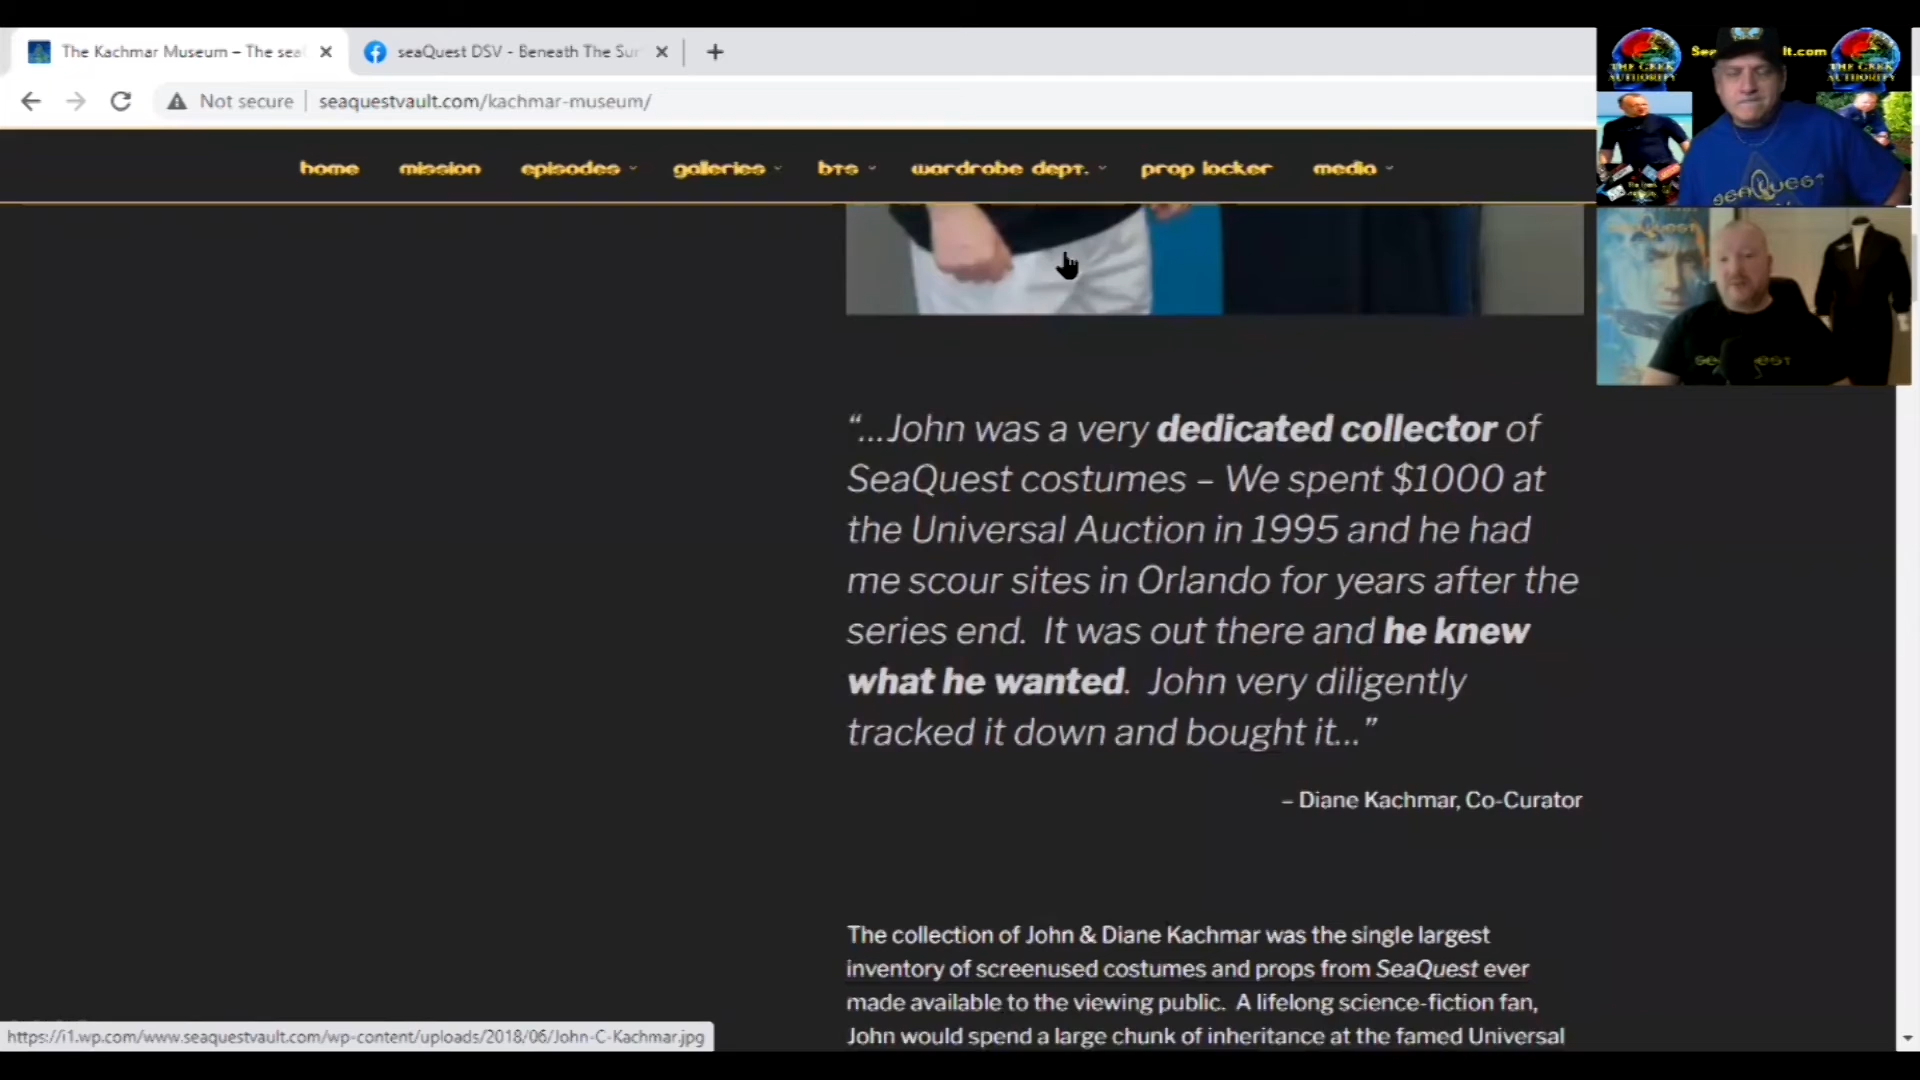 The Kachmar Museum – The sea
seaQuest DSV - Beneath The Sur
Not secure
seaquestvault.com/kachmar-museum/
home mission episodes galleries bts wardrobe dept. prop locker media
THE GEEK
AUTHORITY
THE GEEK
AUTHORITY
SeaQuest
“...John was a very dedicated collector of
SeaQuest costumes – We spent $1000 at
the Universal Auction in 1995 and he had
me scour sites in Orlando for years after the
series end. It was out there and he knew
what he wanted. John very diligently
tracked it down and bought it...”
– Diane Kachmar, Co-Curator
The collection of John & Diane Kachmar was the single largest
inventory of screenused costumes and props from SeaQuest ever
made available to the viewing public. A lifelong science-fiction fan,
John would spend a large chunk of inheritance at the famed Universal
https://i1.wp.com/www.seaquestvault.com/wp-content/uploads/2018/06/John-C-Kachmar.jpg